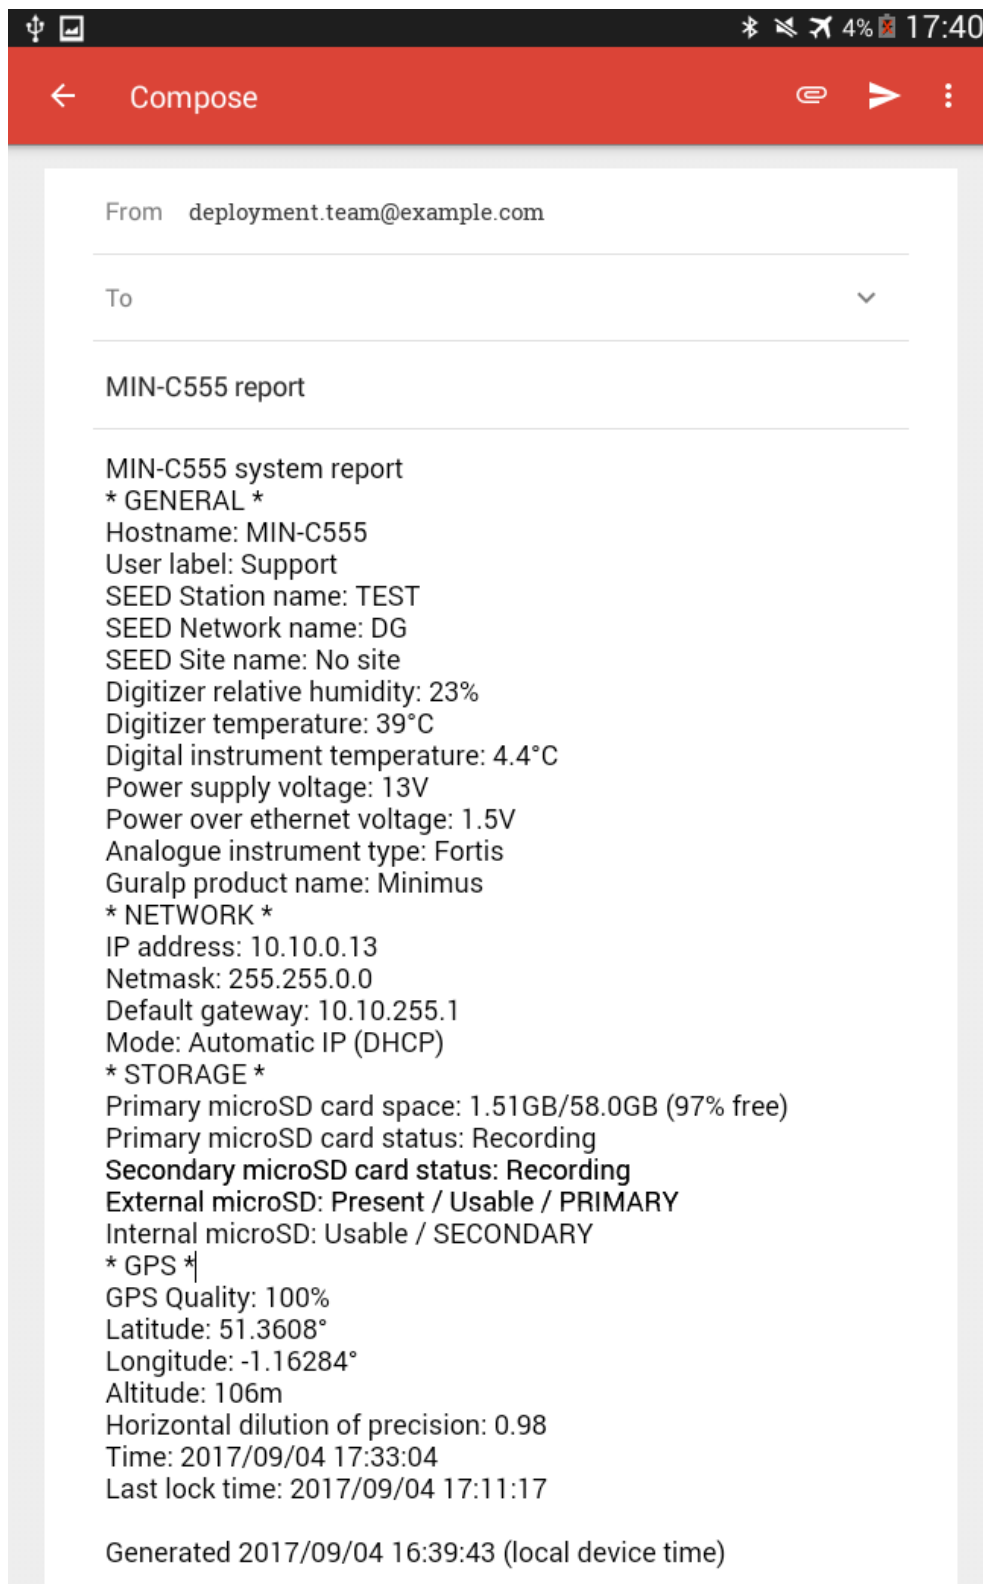 4% 17:40
Compose
From deployment.team@example.com
To
MIN-C555 report
MIN-C555 system report
* GENERAL *
Hostname: MIN-C555
User label: Support
SEED Station name: TEST
SEED Network name: DG
SEED Site name: No site
Digitizer relative humidity: 23%
Digitizer temperature: 39°C
Digital instrument temperature: 4.4°C
Power supply voltage: 13V
Power over ethernet voltage: 1.5V
Analogue instrument type: Fortis
Guralp product name: Minimus
* NETWORK *
IP address: 10.10.0.13
Netmask: 255.255.0.0
Default gateway: 10.10.255.1
Mode: Automatic IP (DHCP)
* STORAGE *
Primary microSD card space: 1.51GB/58.0GB (97% free)
Primary microSD card status: Recording
Secondary microSD card status: Recording
External microSD: Present / Usable / PRIMARY
Internal microSD: Usable / SECONDARY
* GPS *
GPS Quality: 100%
Latitude: 51.3608°
Longitude: -1.16284°
Altitude: 106m
Horizontal dilution of precision: 0.98
Time: 2017/09/04 17:33:04
Last lock time: 2017/09/04 17:11:17
Generated 2017/09/04 16:39:43 (local device time)